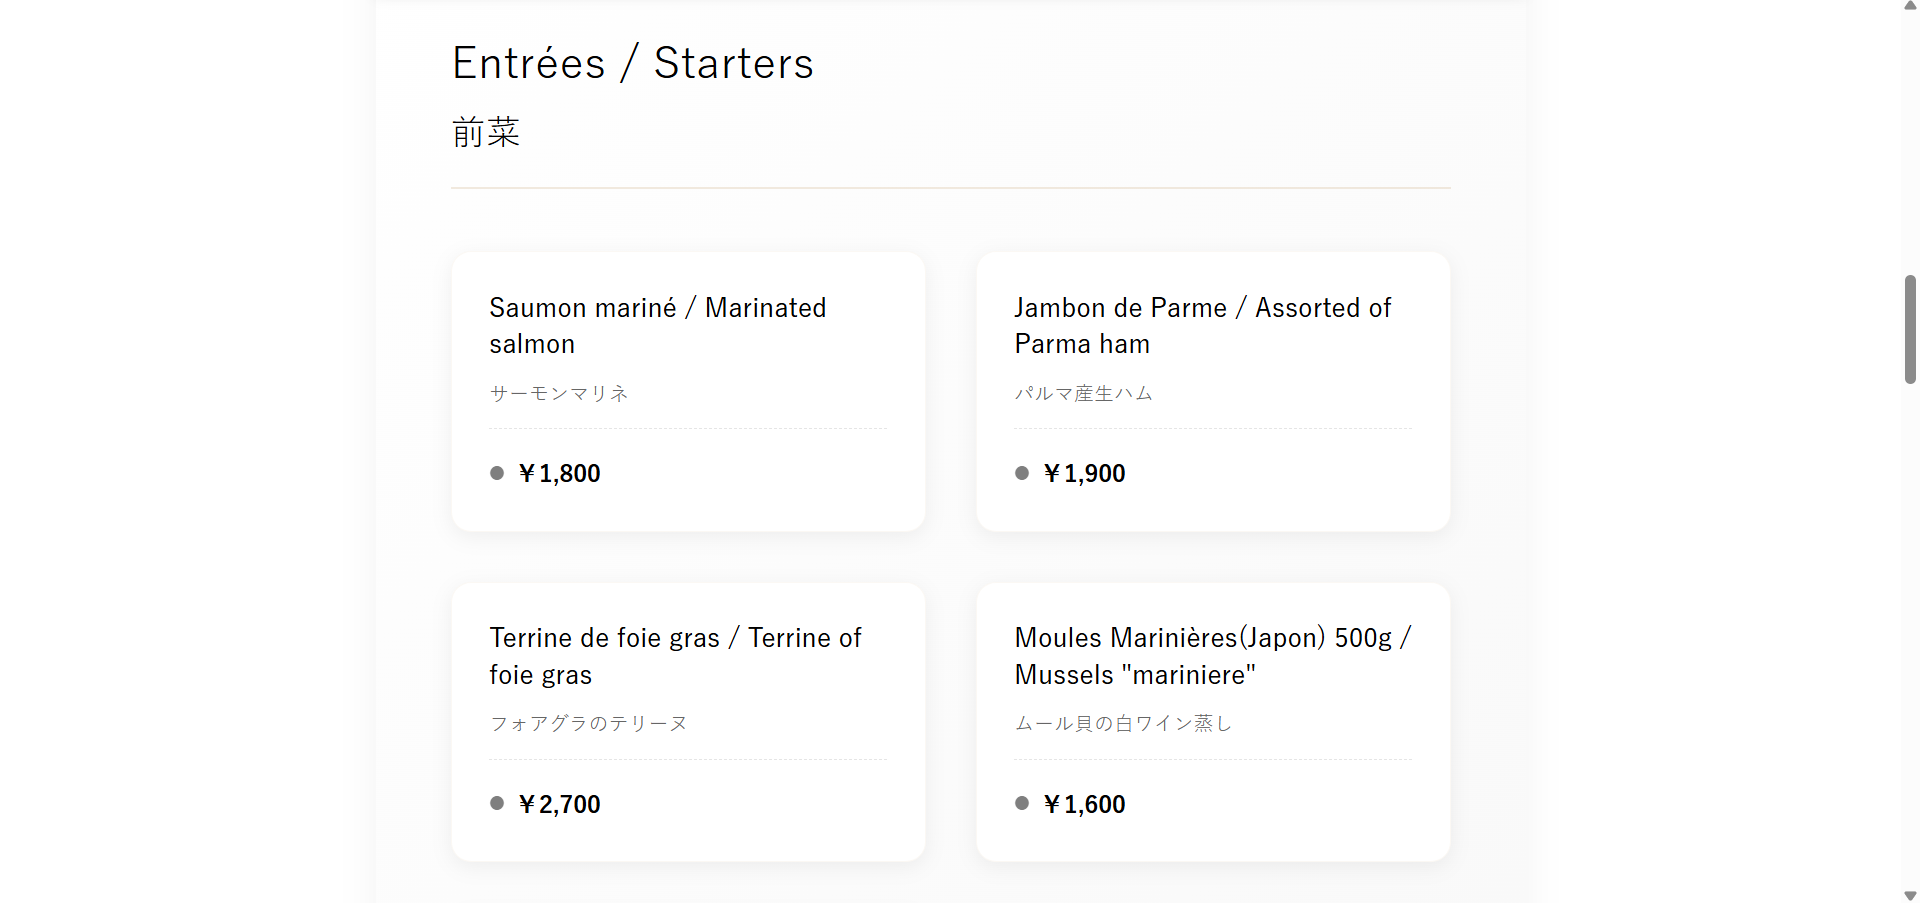 Entrées / Starters
前菜
Saumon mariné / Marinated
salmon
サーモンマリネ
￥1,800
Jambon de Parme / Assorted of
Parma ham
パルマ産生ハム
￥1,900
Terrine de foie gras / Terrine of
foie gras
フォアグラのテリーヌ
￥2,700
Moules Marinières(Japon) 500g /
Mussels "mariniere"
ムール貝の白ワイン蒸し
￥1,600